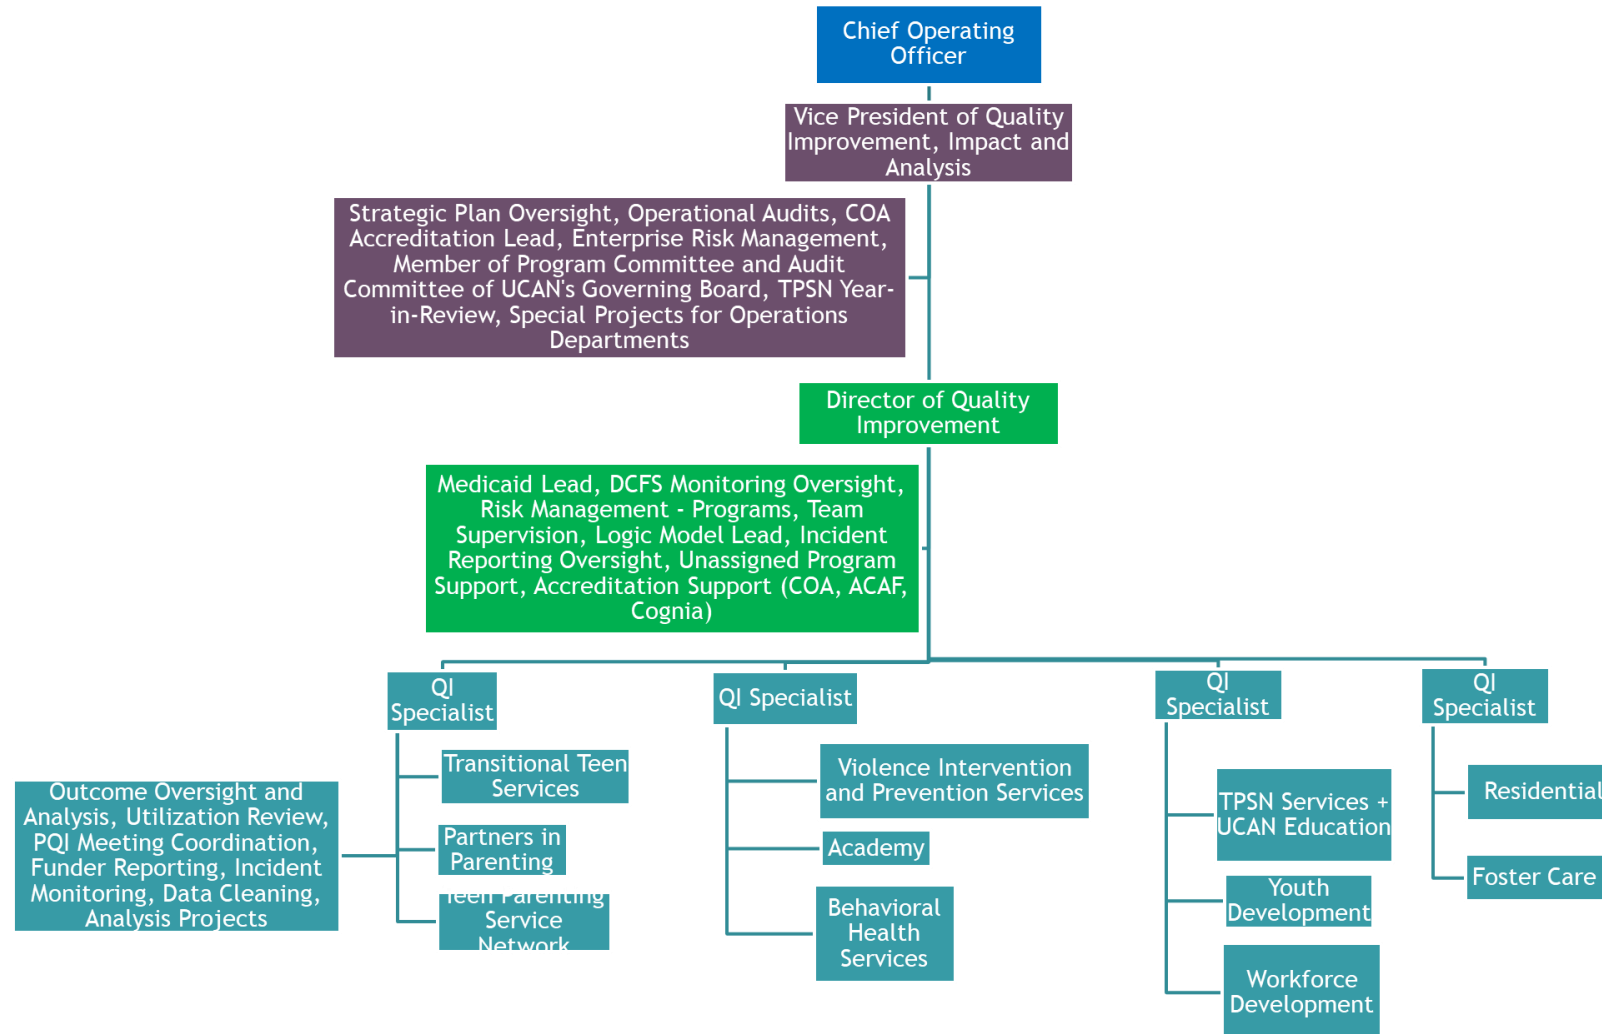 Chief Operating
Officer
Vice President of Quality
Improvement, Impact and
Analysis
Strategic Plan Oversight, Operational Audits, COA
Accreditation Lead, Enterprise Risk Management,
Member of Program Committee and Audit
Committee of UCAN's Governing Board, TPSN Year-
in-Review, Special Projects for Operations
Departments
Director of Quality
Improvement
Medicaid Lead, DCFS Monitoring Oversight,
Risk Management - Programs, Team
Supervision, Logic Model Lead, Incident
Reporting Oversight, Unassigned Program
Support, Accreditation Support (COA, ACAF,
Cognia)
QI
Specialist
Transitional Teen
Services
Partners in
Parenting
Teen Parenting
Service
Network
Outcome Oversight and
Analysis, Utilization Review,
PQI Meeting Coordination,
Funder Reporting, Incident
Monitoring, Data Cleaning,
Analysis Projects
QI Specialist
Violence Intervention
and Prevention Services
Academy
Behavioral
Health
Services
QI
Specialist
TPSN Services +
UCAN Education
Youth
Development
Workforce
Development
QI
Specialist
Residential
Foster Care